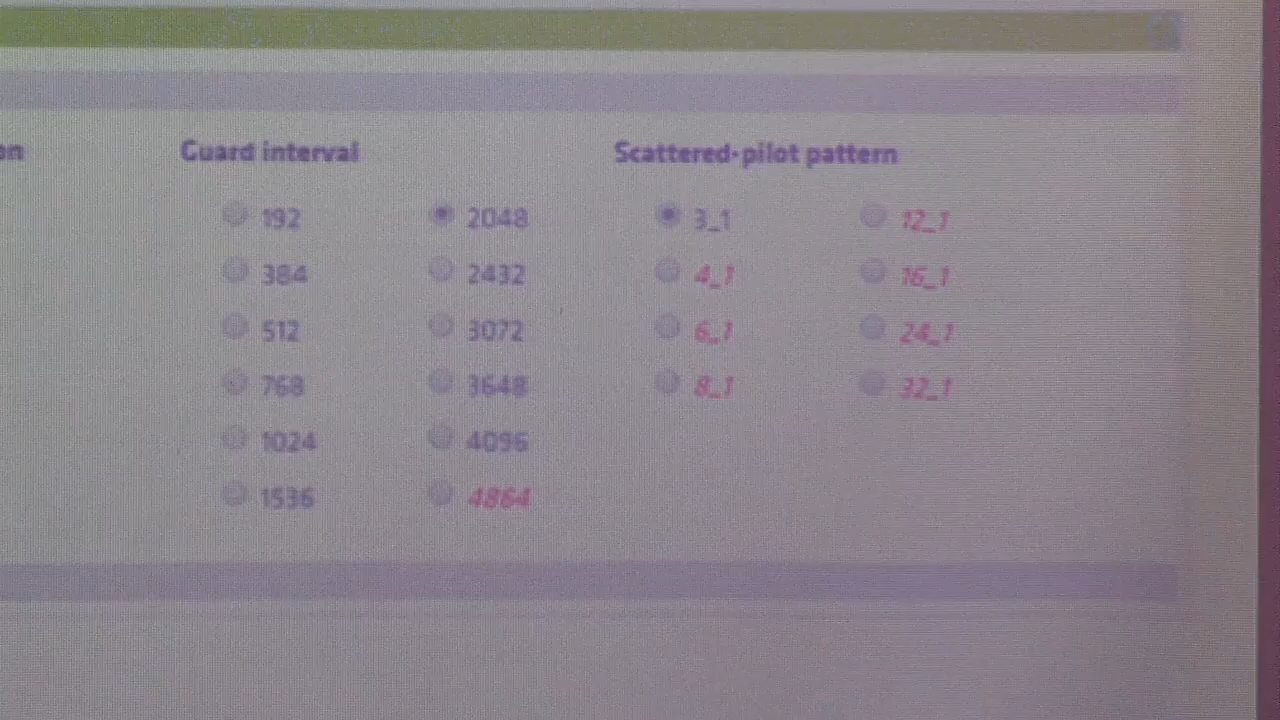 on
Guard interval Scattered-pilot pattern
192 2048 3_1 12_1
384 2432 4_1 16_1
512 3072 6_1 24_1
768 3648 8_1 32_1
1024 4096
1536 4864